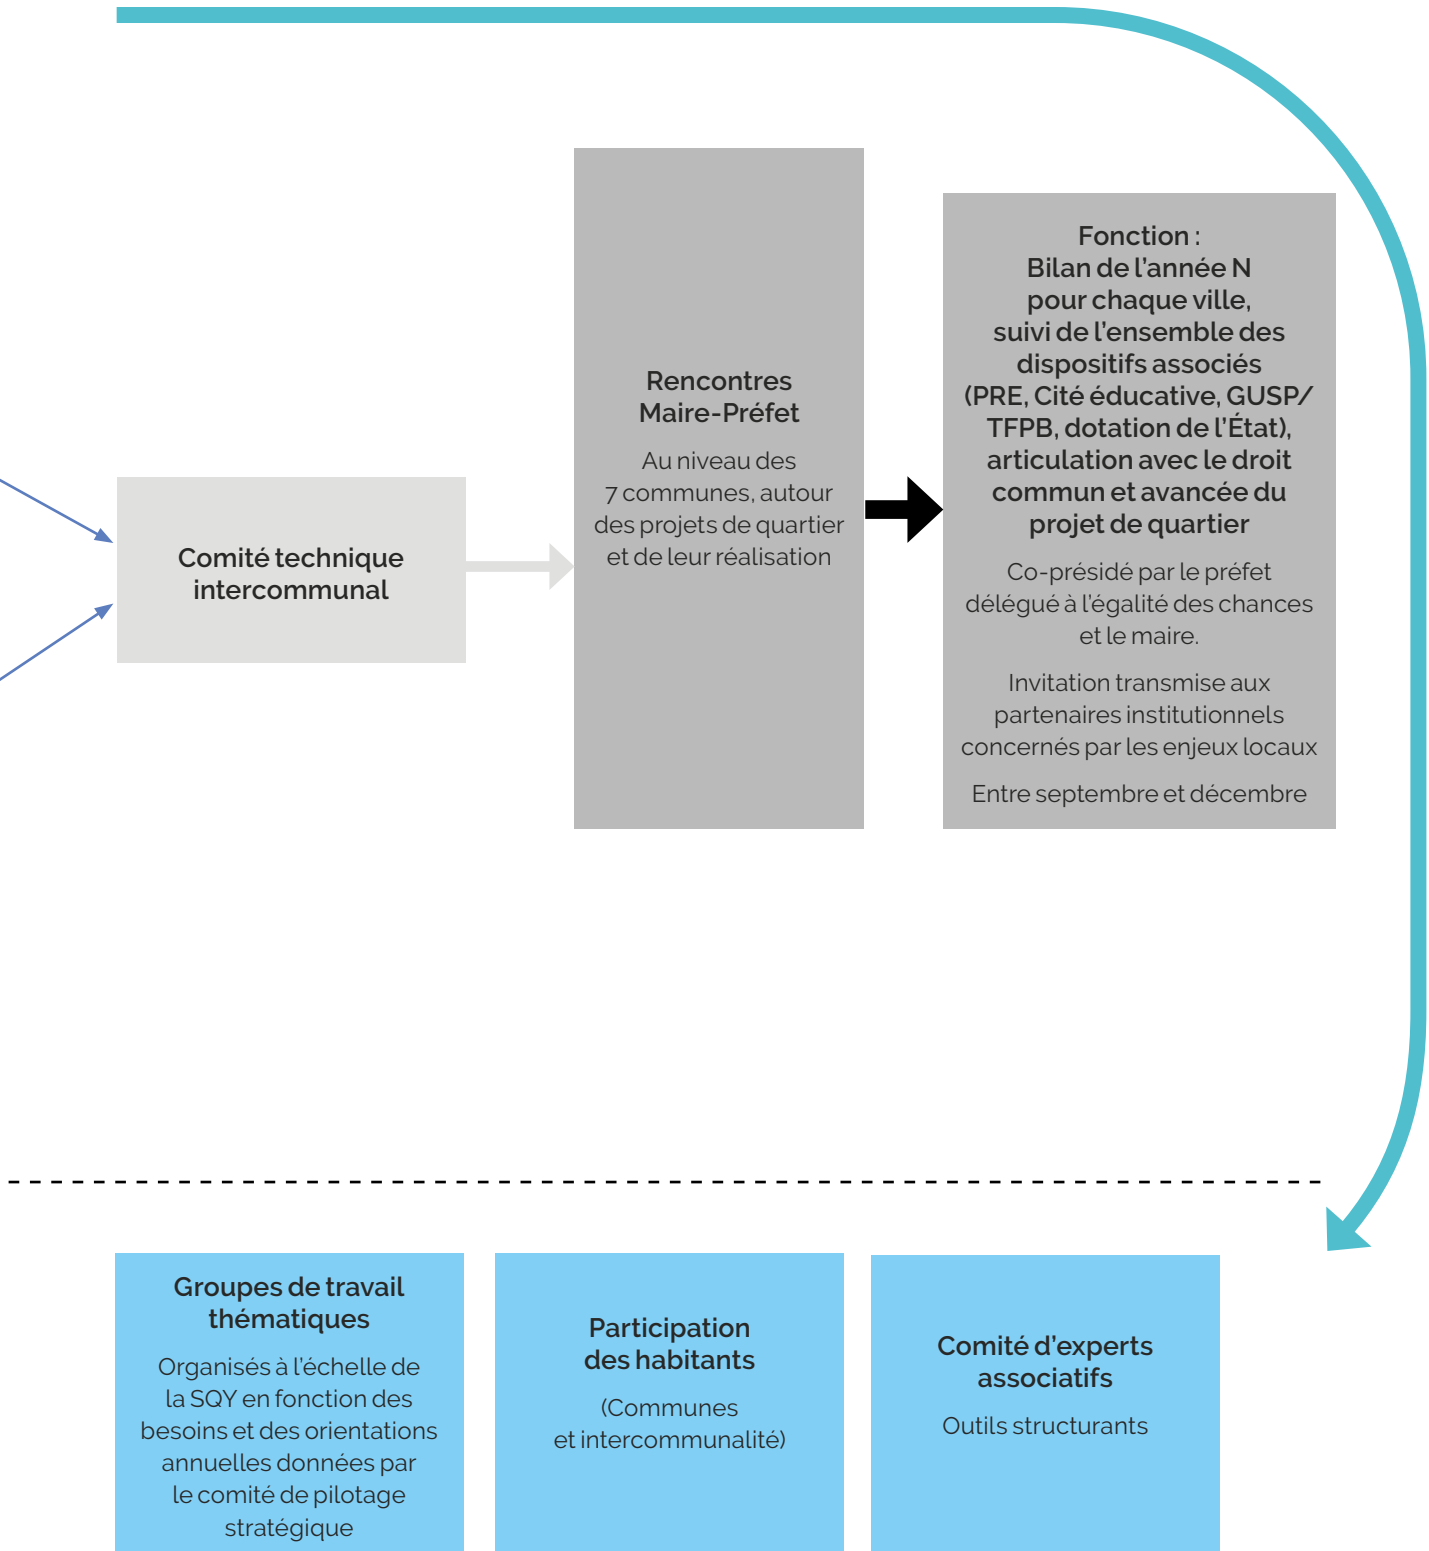 Comité technique
intercommunal
Rencontres
Maire-Préfet
Au niveau des
7 communes, autour
des projets de quartier
et de leur réalisation
Fonction :
Bilan de l'année N
pour chaque ville,
suivi de l'ensemble des
dispositifs associés
(PRE, Cité éducative, GUSP/
TFPB, dotation de l'État),
articulation avec le droit
commun et avancée du
projet de quartier
Co-présidé par le préfet
délégué à l'égalité des chances
et le maire.
Invitation transmise aux
partenaires institutionnels
concernés par les enjeux locaux
Entre septembre et décembre
Groupes de travail
thématiques
Organisés à l'échelle de
la SQY en fonction des
besoins et des orientations
annuelles données par
le comité de pilotage
stratégique
Participation
des habitants
(Communes
et intercommunalité)
Comité d'experts
associatifs
Outils structurants